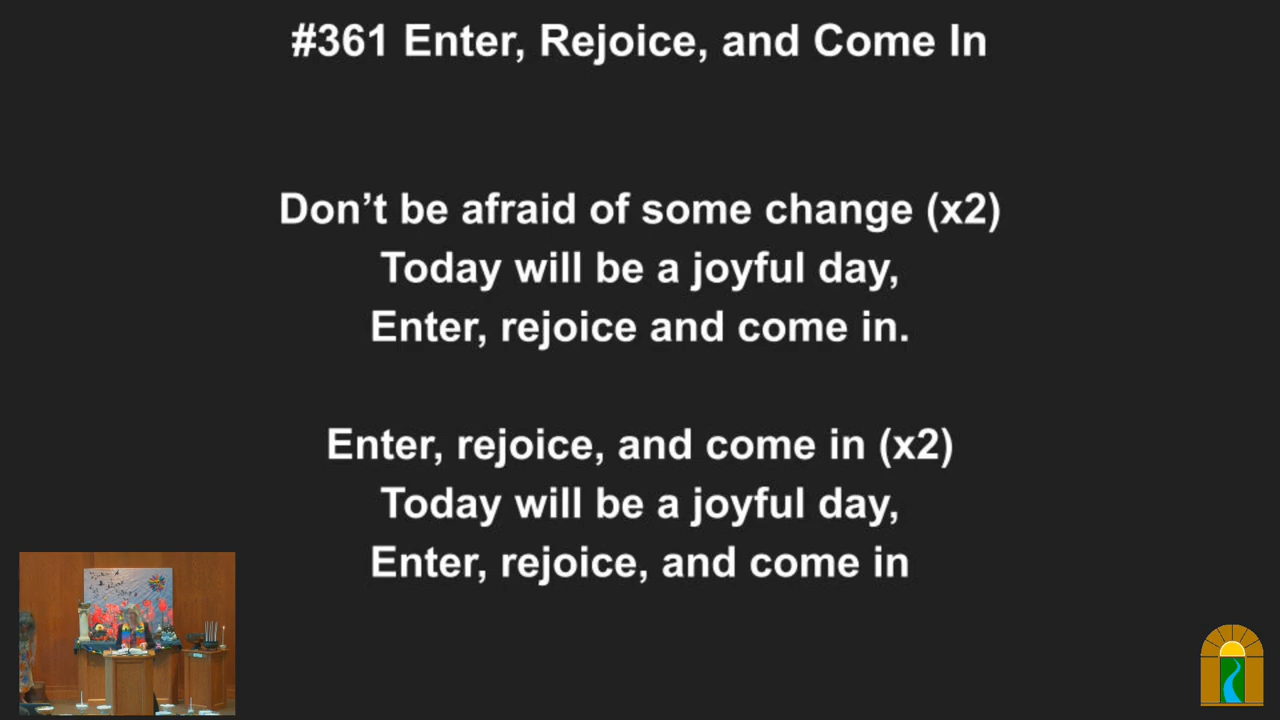 #361 Enter, Rejoice, and Come In
Don’t be afraid of some change (x2)
Today will be a joyful day,
Enter, rejoice and come in.
Enter, rejoice, and come in (x2)
Today will be a joyful day,
Enter, rejoice, and come in